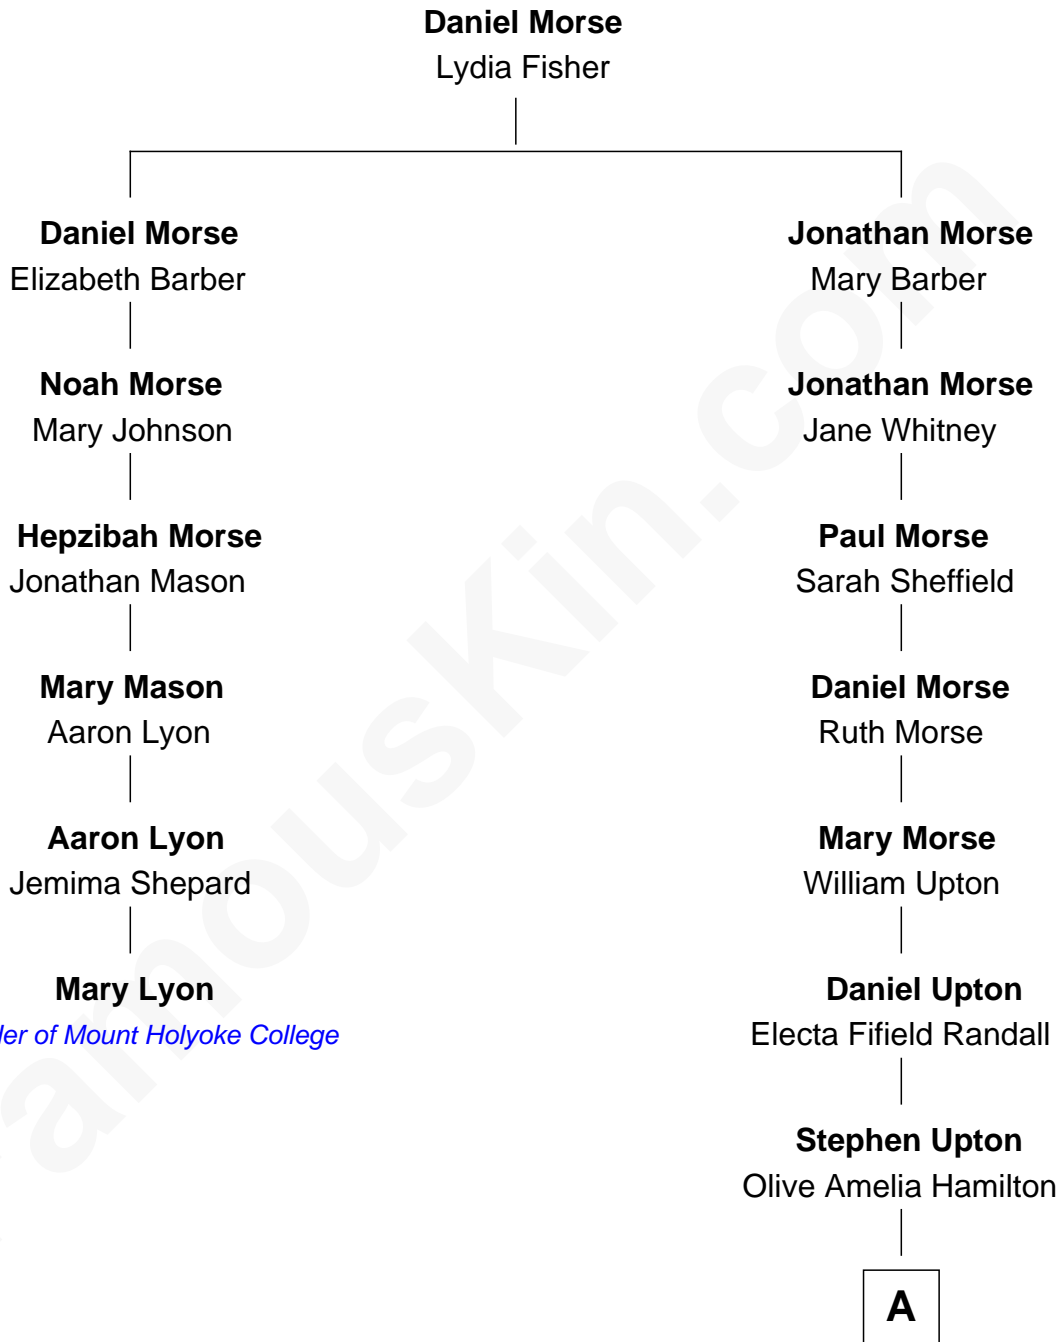 Daniel Morse
Lydia Fisher
Daniel Morse
Elizabeth Barber
Noah Morse
Mary Johnson
Hepzibah Morse
Jonathan Mason
Mary Mason
Aaron Lyon
Aaron Lyon
Jemima Shepard
Mary Lyon
of Mount Holyoke College
Jonathan Morse
Mary Barber
Jonathan Morse
Jane Whitney
Paul Morse
Sarah Sheffield
Daniel Morse
Ruth Morse
Mary Morse
William Upton
Daniel Upton
Electa Fifield Randall
Stephen Upton
Olive Amelia Hamilton
A
amousKin.com